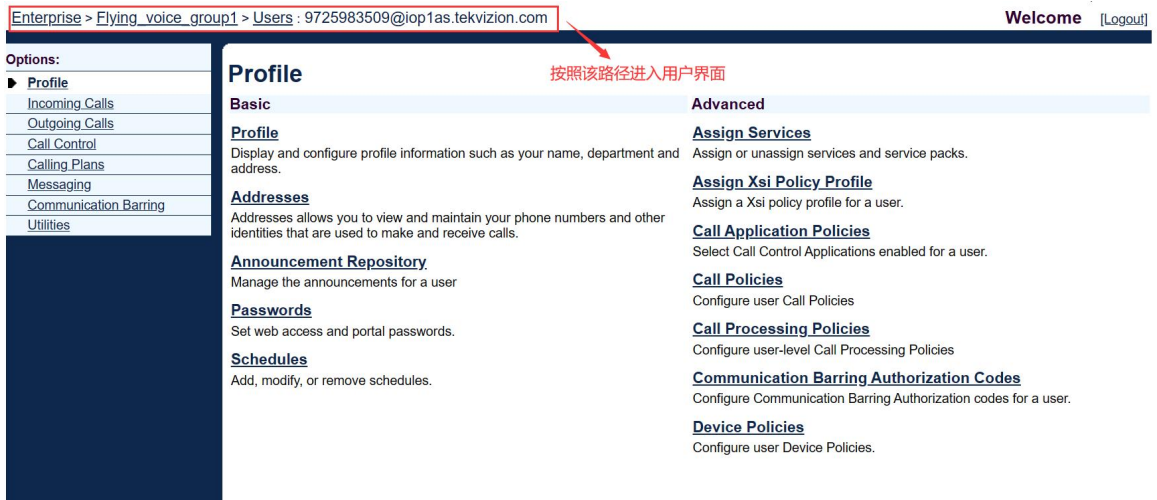 Enterprise > Flying_voice_group1 > Users : 9725983509@iop1as.tekvizion.com
Welcome [Logout]
按照该路径进入用户界面
Options:
Profile
Incoming Calls
Outgoing Calls
Call Control
Calling Plans
Messaging
Communication Barring
Utilities
Profile
Basic
Profile
Display and configure profile information such as your name, department and
address.
Addresses
Addresses allows you to view and maintain your phone numbers and other
identities that are used to make and receive calls.
Announcement Repository
Manage the announcements for a user
Passwords
Set web access and portal passwords.
Schedules
Add, modify, or remove schedules.
Advanced
Assign Services
Assign or unassign services and service packs.
Assign Xsi Policy Profile
Assign a Xsi policy profile for a user.
Call Application Policies
Select Call Control Applications enabled for a user.
Call Policies
Configure user Call Policies
Call Processing Policies
Configure user-level Call Processing Policies
Communication Barring Authorization Codes
Configure Communication Barring Authorization codes for a user.
Device Policies
Configure user Device Policies.